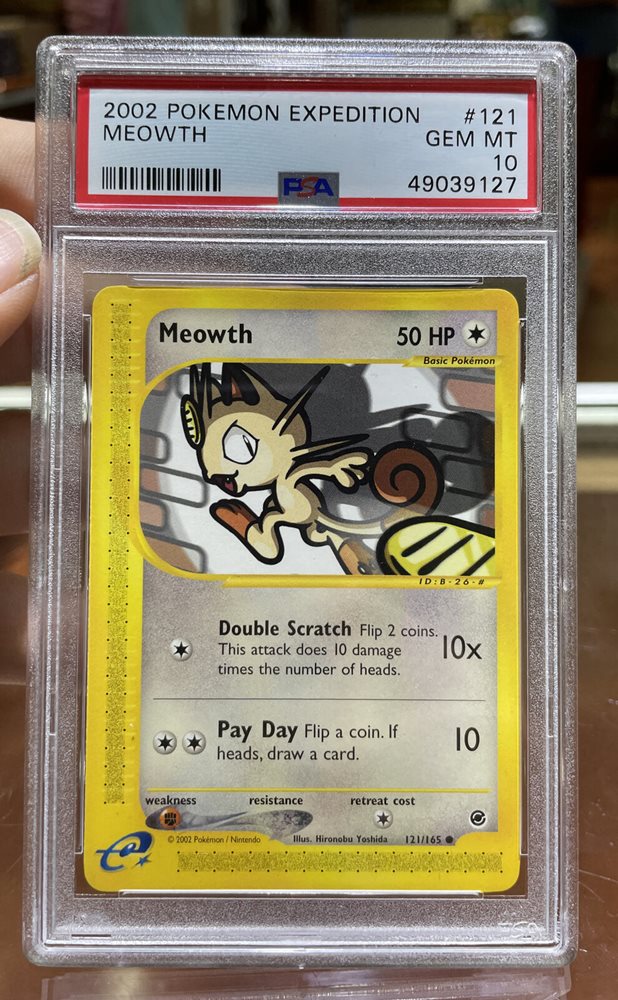 2002 POKEMON EXPEDITION #121
MEOWTH GEM MT
10
PSA 49039127
Meowth 50 HP
Basic Pokémon
ID:B-26-#
Double Scratch Flip 2 coins.
This attack does 10 damage
times the number of heads.
10x
Pay Day Flip a coin. If
heads, draw a card.
10
weakness resistance retreat cost
© 2002 Pokémon / Nintendo Illus. Hironobu Yoshida 121/165
e